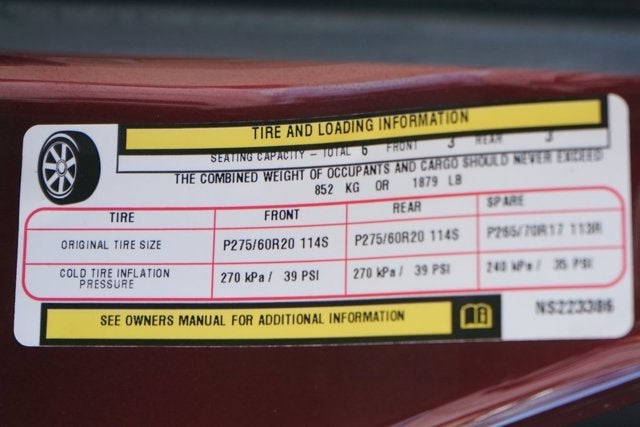 TIRE AND LOADING INFORMATION
SEATING CAPACITY - TOTAL 6 FRONT 3 REAR 3
THE COMBINED WEIGHT OF OCCUPANTS AND CARGO SHOULD NEVER EXCEED
852 KG OR 1879 LB
TIRE FRONT REAR SPARE
ORIGINAL TIRE SIZE P275/60R20 114S P275/60R20 114S P265/70R17 113R
COLD TIRE INFLATION PRESSURE 270 kPa / 39 PSI 270 kPa / 39 PSI 240 kPa / 35 PSI
SEE OWNERS MANUAL FOR ADDITIONAL INFORMATION
NS223386